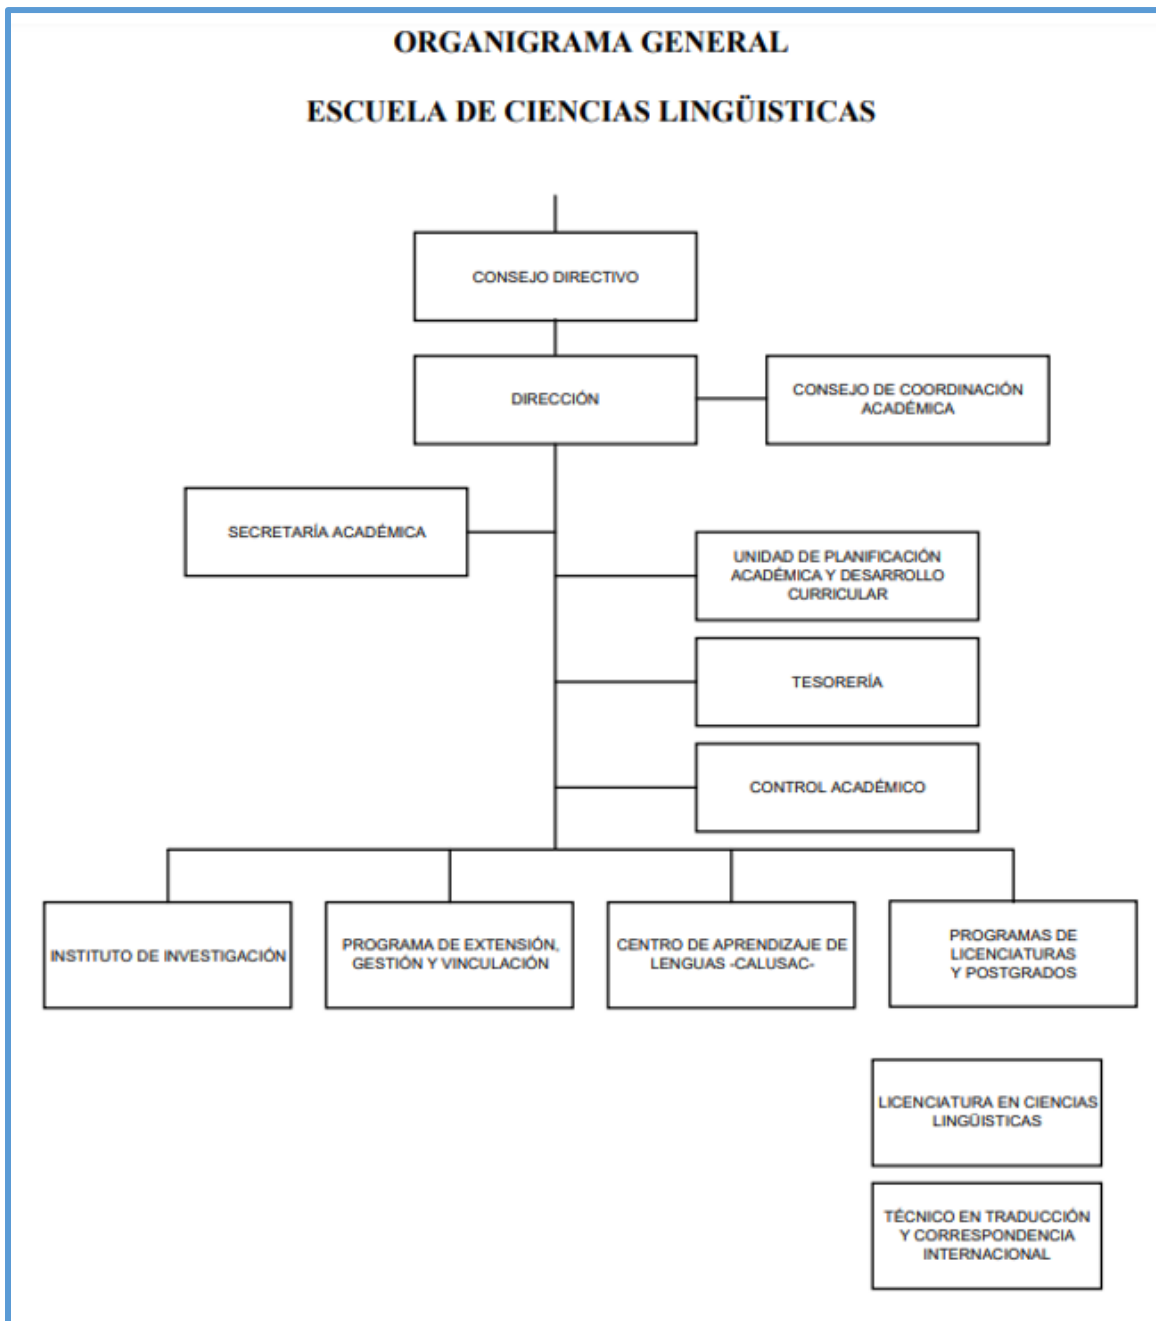 ORGANIGRAMA GENERAL
ESCUELA DE CIENCIAS LINGÜISTICAS
CONSEJO DIRECTIVO
DIRECCIÓN
CONSEJO DE COORDINACIÓN
ACADÉMICA
SECRETARÍA ACADÉMICA
UNIDAD DE PLANIFICACIÓN
ACADÉMICA Y DESARROLLO
CURRICULAR
TESORERÍA
CONTROL ACADÉMICO
INSTITUTO DE INVESTIGACIÓN
PROGRAMA DE EXTENSIÓN,
GESTIÓN Y VINCULACIÓN
CENTRO DE APRENDIZAJE DE
LENGUAS -CALUSAC-
PROGRAMAS DE
LICENCIATURAS
Y POSTGRADOS
LICENCIATURA EN CIENCIAS
LINGÜISTICAS
TÉCNICO EN TRADUCCIÓN
Y CORRESPONDENCIA
INTERNACIONAL